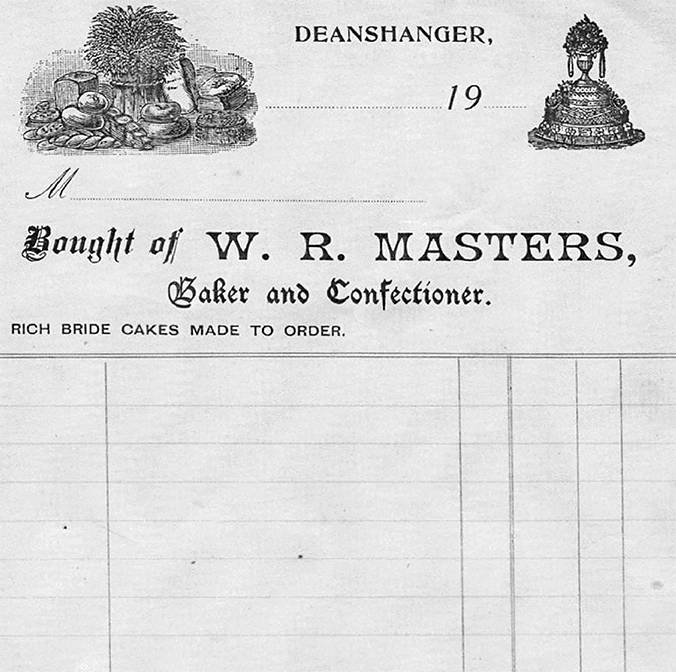 DEANSHANGER,
19
M
Bought of W. R. MASTERS,
Baker and Confectioner.
RICH BRIDE CAKES MADE TO ORDER.